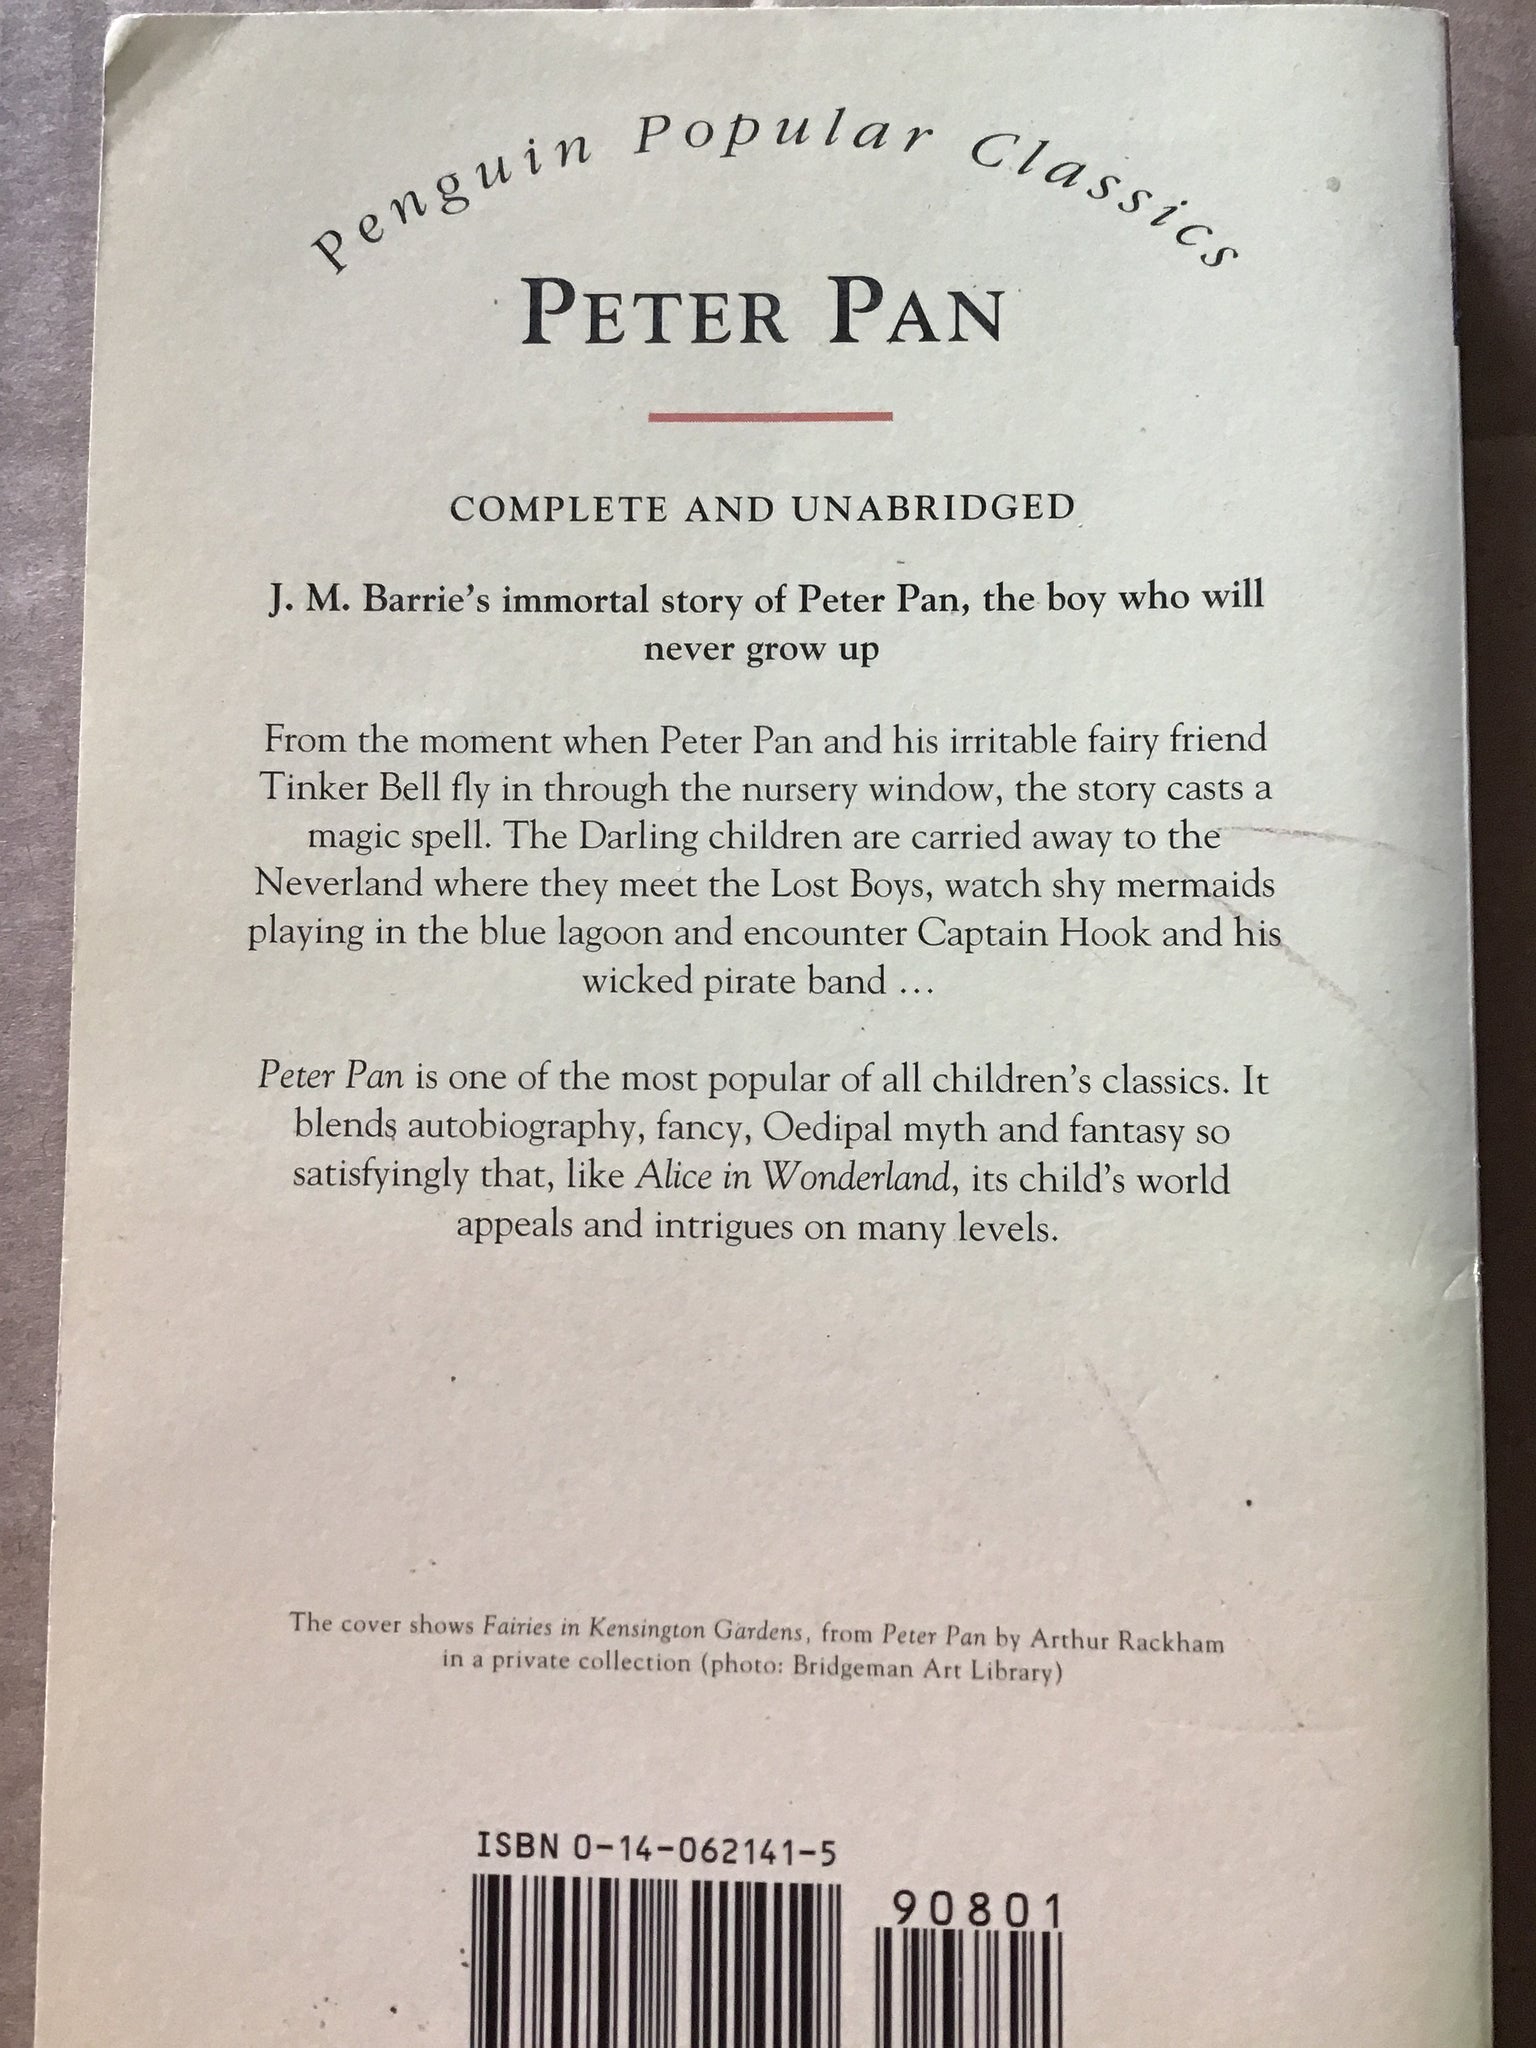 Penguin Popular Classics
PETER PAN
COMPLETE AND UNABRIDGED
J. M. Barrie's immortal story of Peter Pan, the boy who will
never grow up
From the moment when Peter Pan and his irritable fairy friend
Tinker Bell fly in through the nursery window, the story casts a
magic spell. The Darling children are carried away to the
Neverland where they meet the Lost Boys, watch shy mermaids
playing in the blue lagoon and encounter Captain Hook and his
wicked pirate band ...
Peter Pan is one of the most popular of all children's classics. It
blends autobiography, fancy, Oedipal myth and fantasy so
satisfyingly that, like Alice in Wonderland, its child's world
appeals and intrigues on many levels.
The cover shows Fairies in Kensington Gardens, from Peter Pan by Arthur Rackham
in a private collection (photo: Bridgeman Art Library)
ISBN 0-14-062141-5
90801